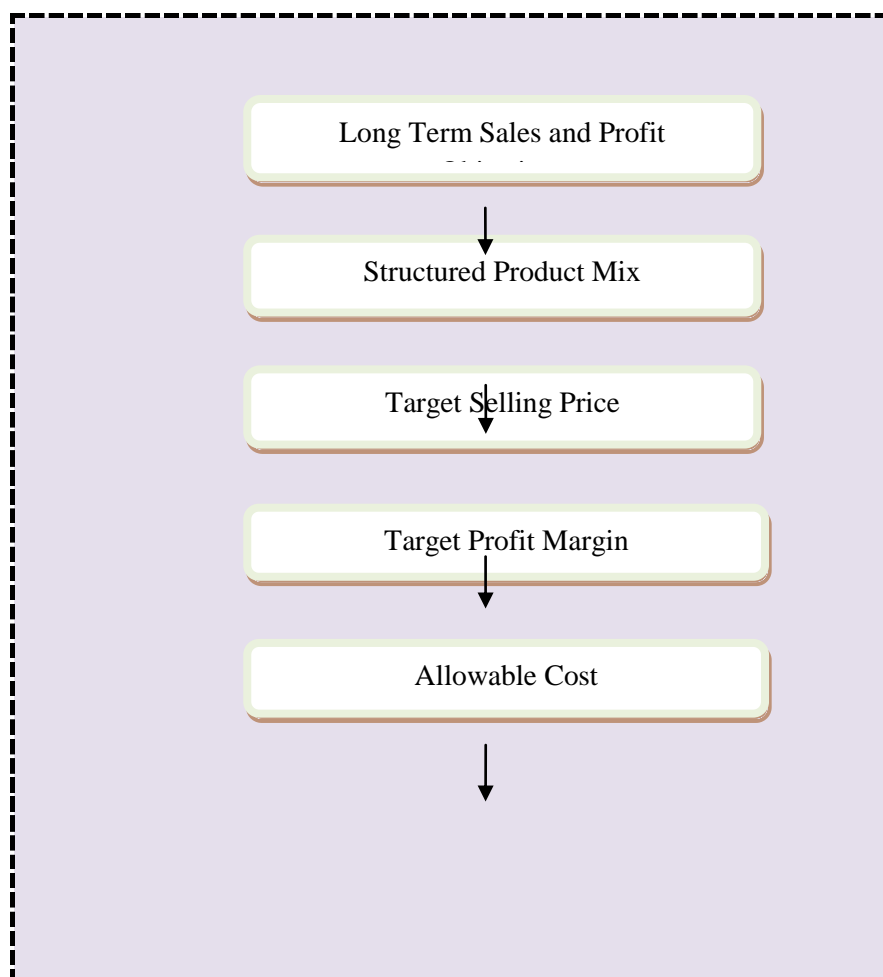 Long Term Sales and Profit
Structured Product Mix
Target Selling Price
Target Profit Margin
Allowable Cost